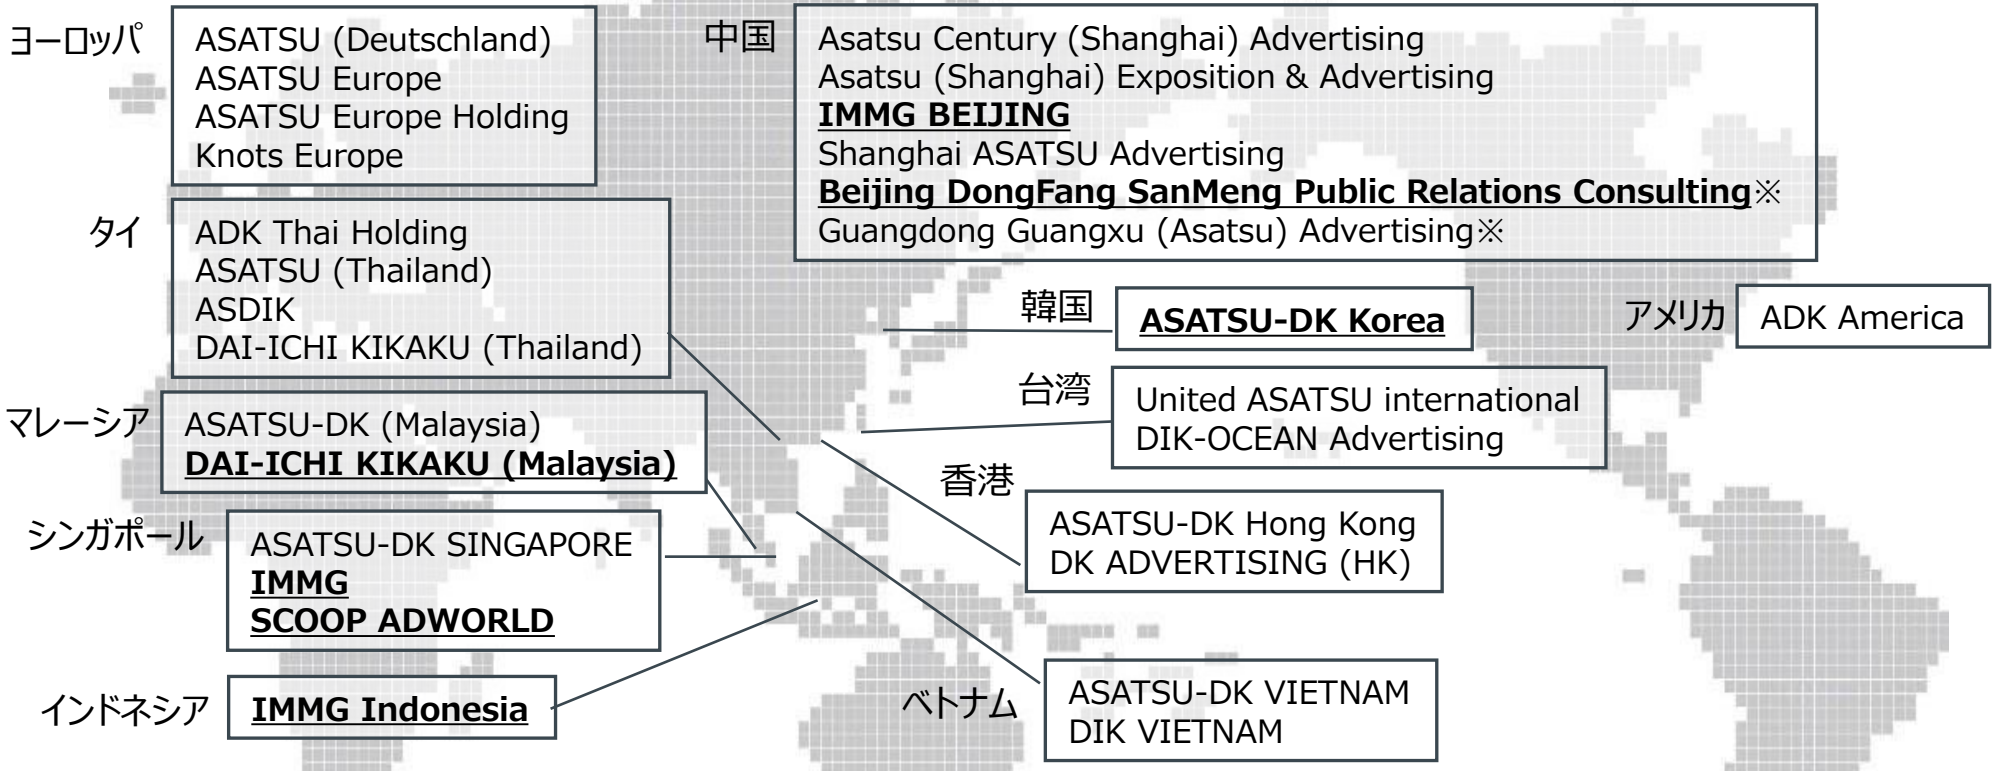 ヨーロッパ
ASATSU (Deutschland)
ASATSU Europe
ASATSU Europe Holding
Knots Europe
中国
Asatsu Century (Shanghai) Advertising
Asatsu (Shanghai) Exposition & Advertising
IMMG BEIJING
Shanghai ASATSU Advertising
Beijing DongFang SanMeng Public Relations Consulting※
Guangdong Guangxu (Asatsu) Advertising※
タイ
ADK Thai Holding
ASATSU (Thailand)
ASDIK
DAI-ICHI KIKAKU (Thailand)
韓国
ASATSU-DK Korea
アメリカ
ADK America
マレーシア
ASATSU-DK (Malaysia)
DAI-ICHI KIKAKU (Malaysia)
台湾
United ASATSU international
DIK-OCEAN Advertising
シンガポール
ASATSU-DK SINGAPORE
IMMG
SCOOP ADWORLD
香港
ASATSU-DK Hong Kong
DK ADVERTISING (HK)
インドネシア
IMMG Indonesia
ベトナム
ASATSU-DK VIETNAM
DIK VIETNAM